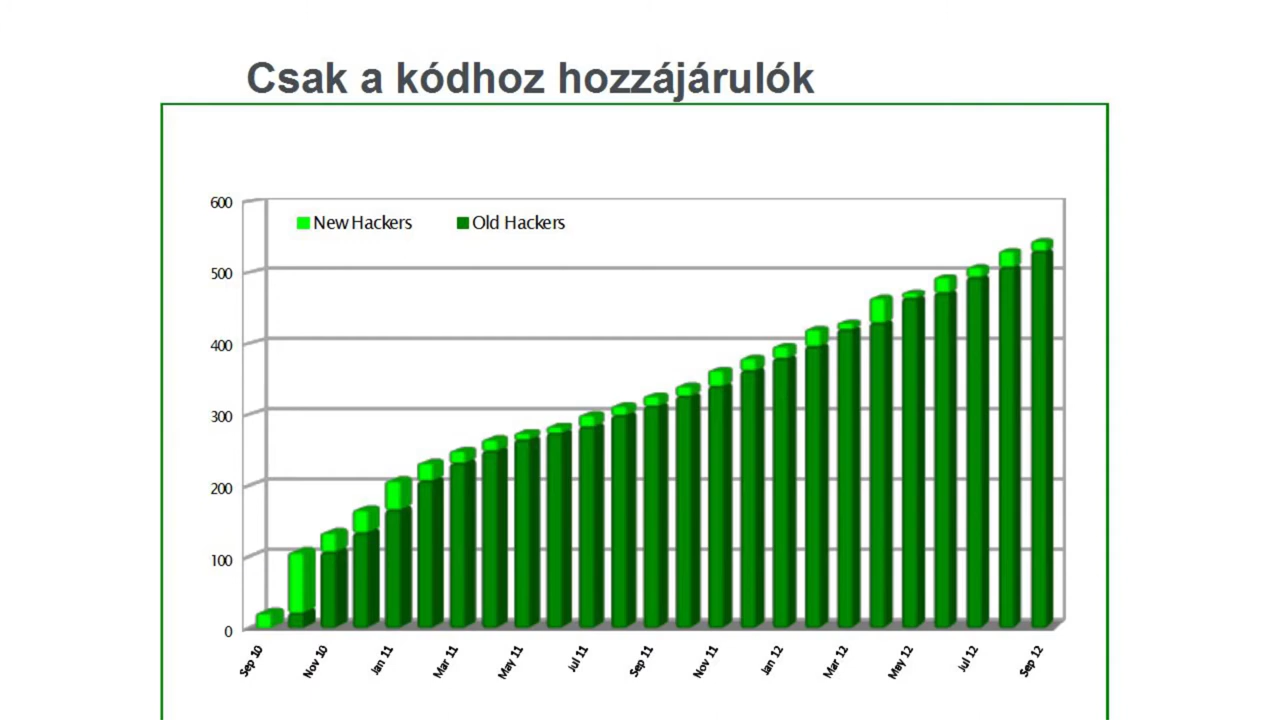 Csak a kódhoz hozzájárulók
600
New Hackers Old Hackers
500
400
300
200
100
0
Sep 10 Nov 10 Jan 11 Mar 11 May 11 Jul 11 Sep 11 Nov 11 Jan 12 Mar 12 May 12 Jul 12 Sep 12